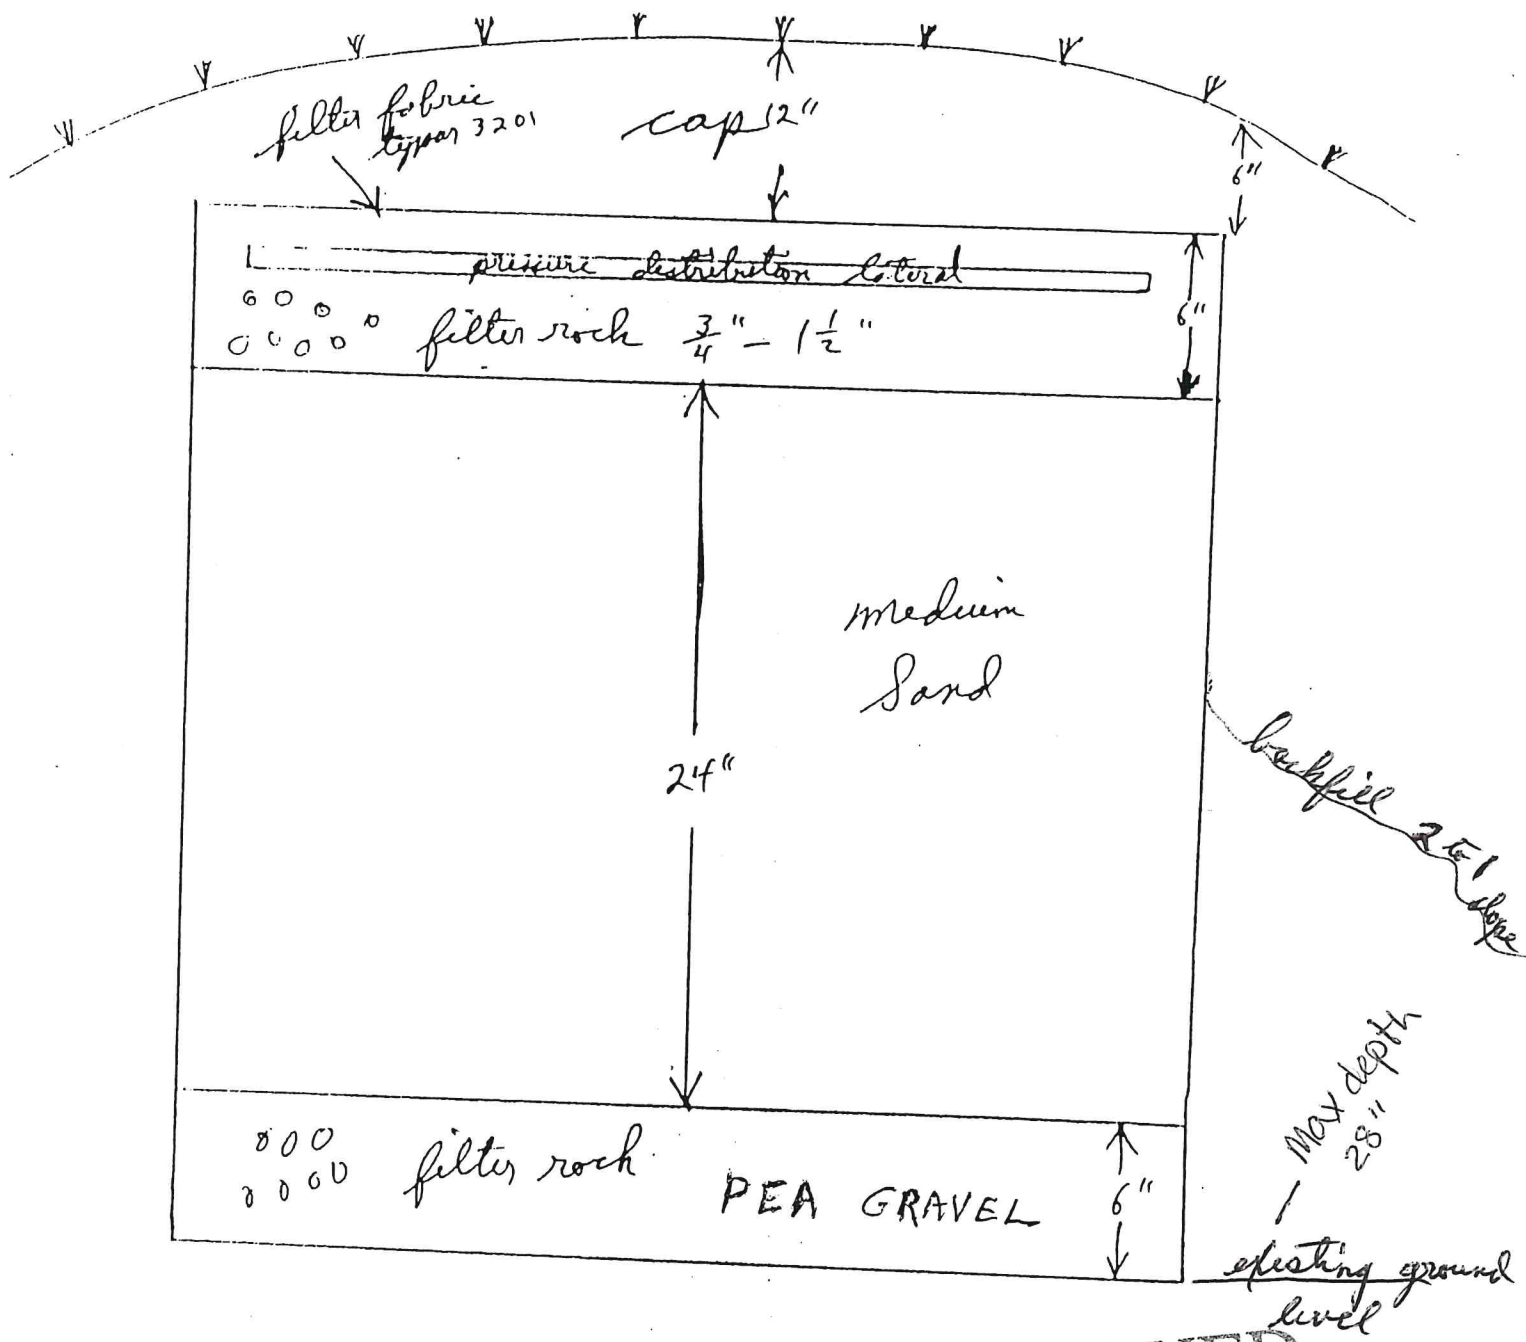 filter fabric
typar 3201
cap 12"
6"
pressure distribution lateral
6"
filter rock 3/4" - 1 1/2"
medium
sand
24"
backfill 2 to 1 slope
Max depth
28"
filter rock
PEA GRAVEL
6"
existing ground
level